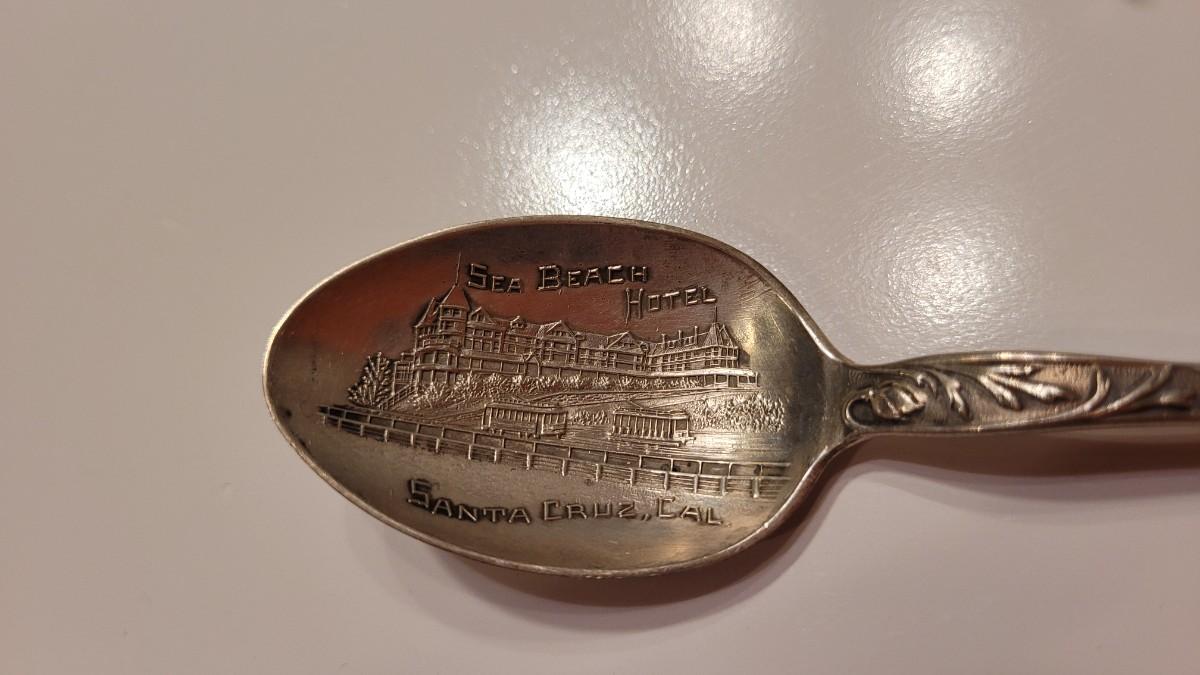 Sea Beach
Hotel
Santa Cruz,, Cal.